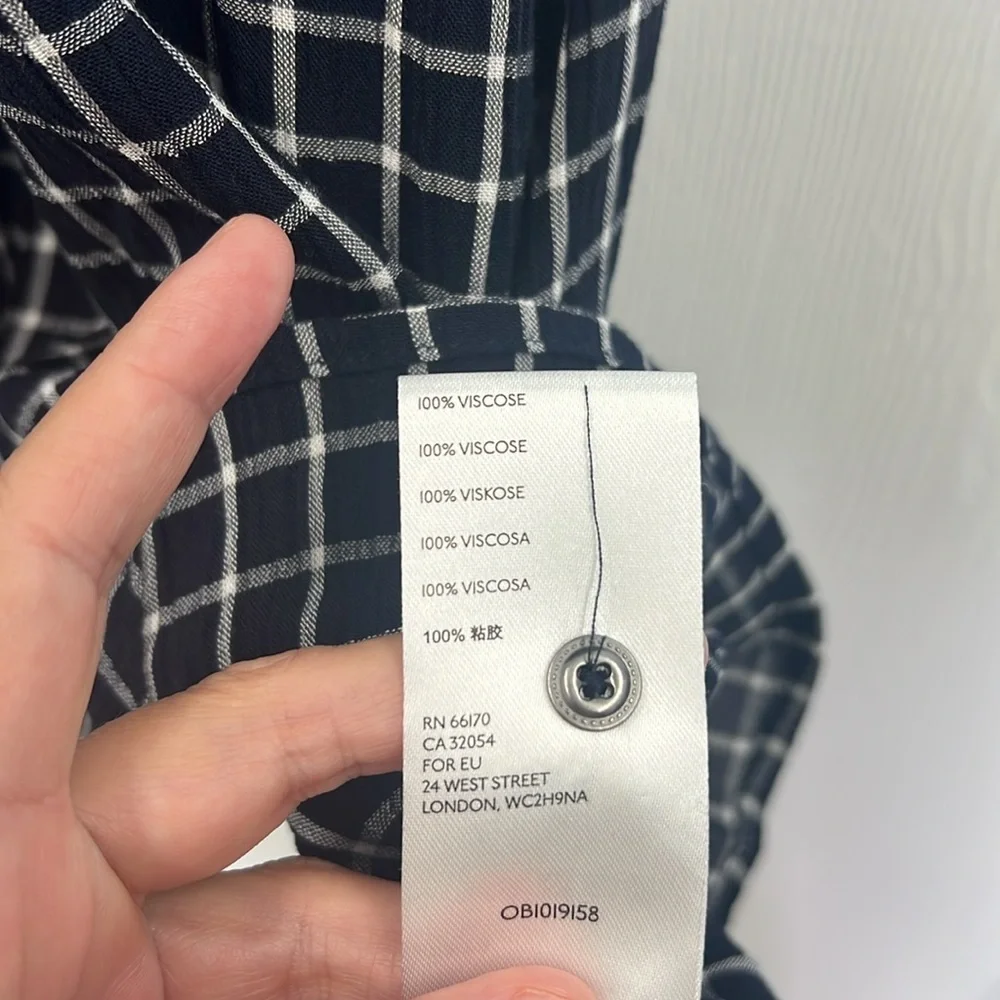 100% VISCOSE
100% VISCOSE
100% VISKOSE
100% VISCOSA
100% VISCOSA
100% 粘胶
RN 66170
CA 32054
FOR EU
24 WEST STREET
LONDON, WC2H9NA
OB1019158